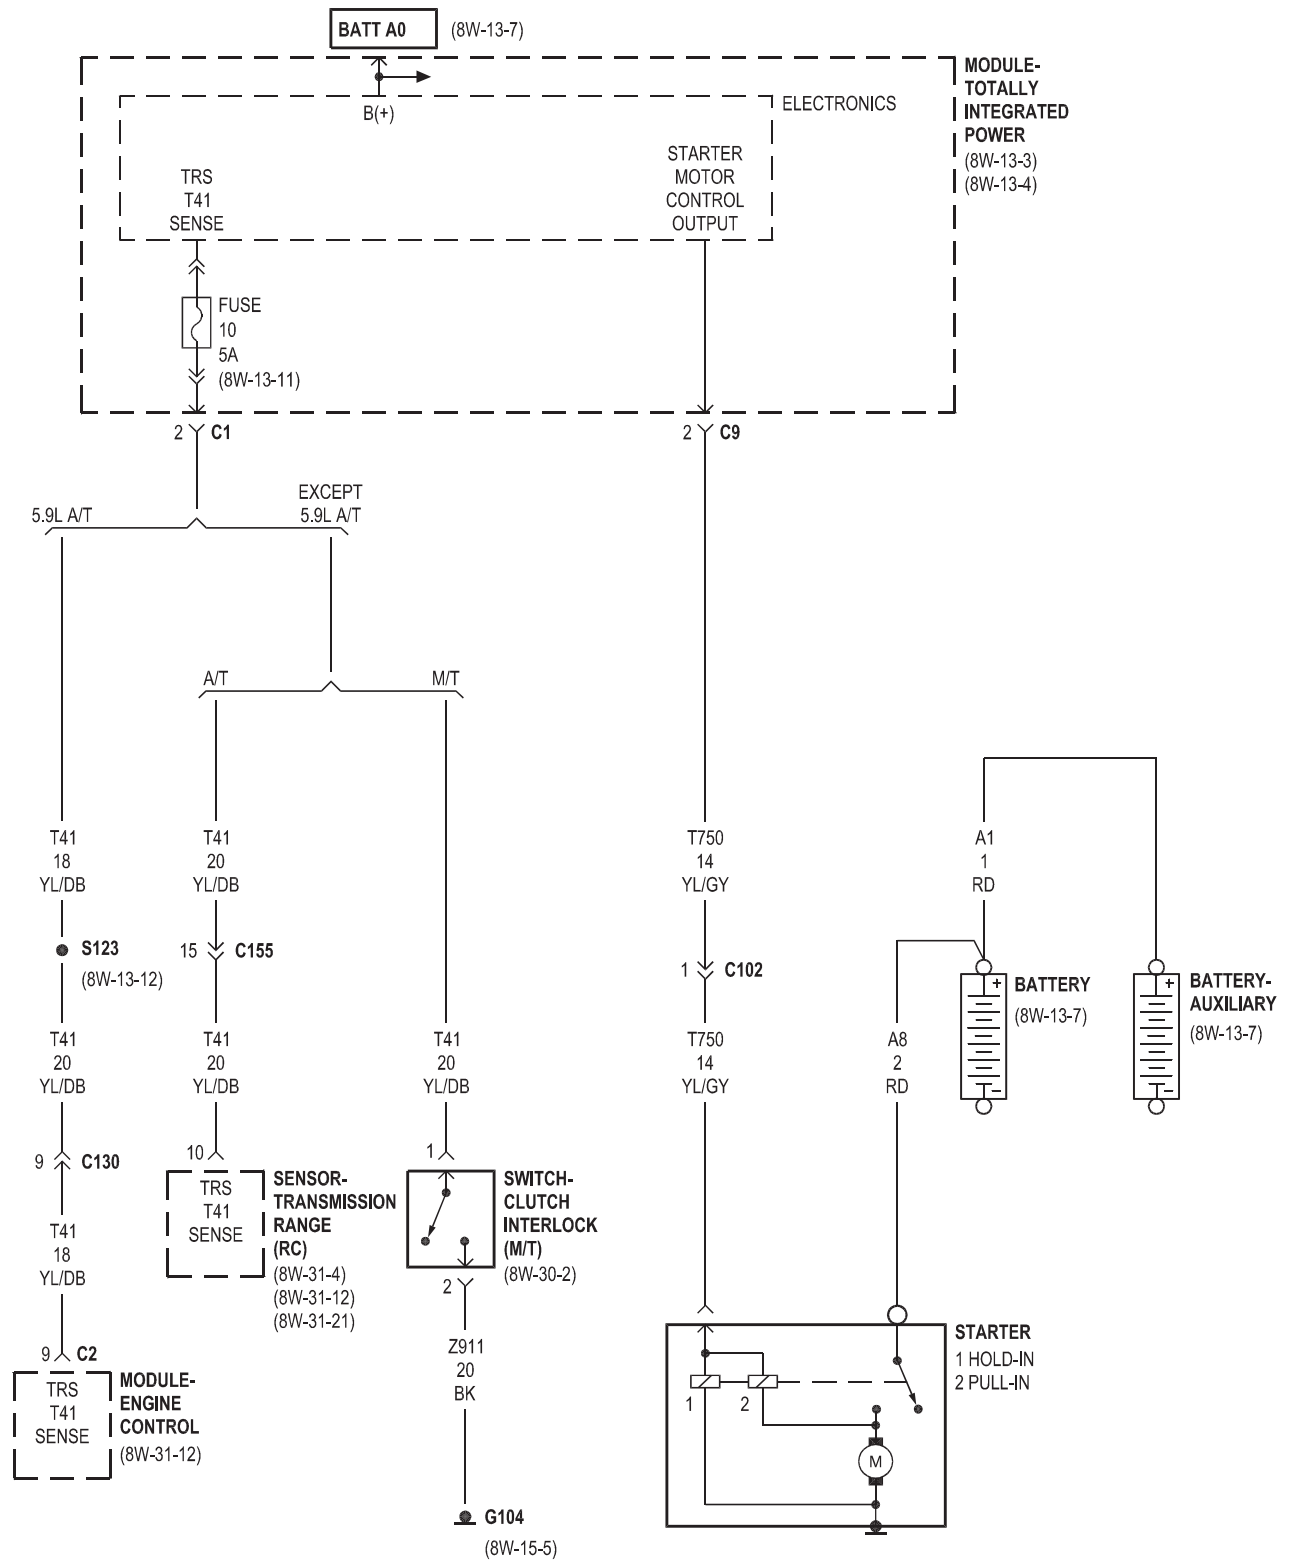 BATT A0 (8W-13-7)
B(+)
ELECTRONICS
MODULE-
TOTALLY
INTEGRATED
POWER
(8W-13-3)
(8W-13-4)
TRS
T41
SENSE
STARTER
MOTOR
CONTROL
OUTPUT
FUSE
10
5A
(8W-13-11)
2 C1
2 C9
5.9L A/T
EXCEPT
5.9L A/T
A/T
M/T
T41
18
YL/DB
T41
20
YL/DB
T750
14
YL/GY
A1
1
RD
S123
(8W-13-12)
15 C155
1 C102
BATTERY
(8W-13-7)
BATTERY-
AUXILIARY
(8W-13-7)
+
−
+
−
T41
20
YL/DB
T41
20
YL/DB
T41
20
YL/DB
T750
14
YL/GY
A8
2
RD
9 C130
10
1
TRS
T41
SENSE
SENSOR-
TRANSMISSION
RANGE
(RC)
(8W-31-4)
(8W-31-12)
(8W-31-21)
SWITCH-
CLUTCH
INTERLOCK
(M/T)
(8W-30-2)
T41
18
YL/DB
2
Z911
20
BK
9 C2
TRS
T41
SENSE
MODULE-
ENGINE
CONTROL
(8W-31-12)
STARTER
1 HOLD-IN
2 PULL-IN
1
2
M
G104
(8W-15-5)